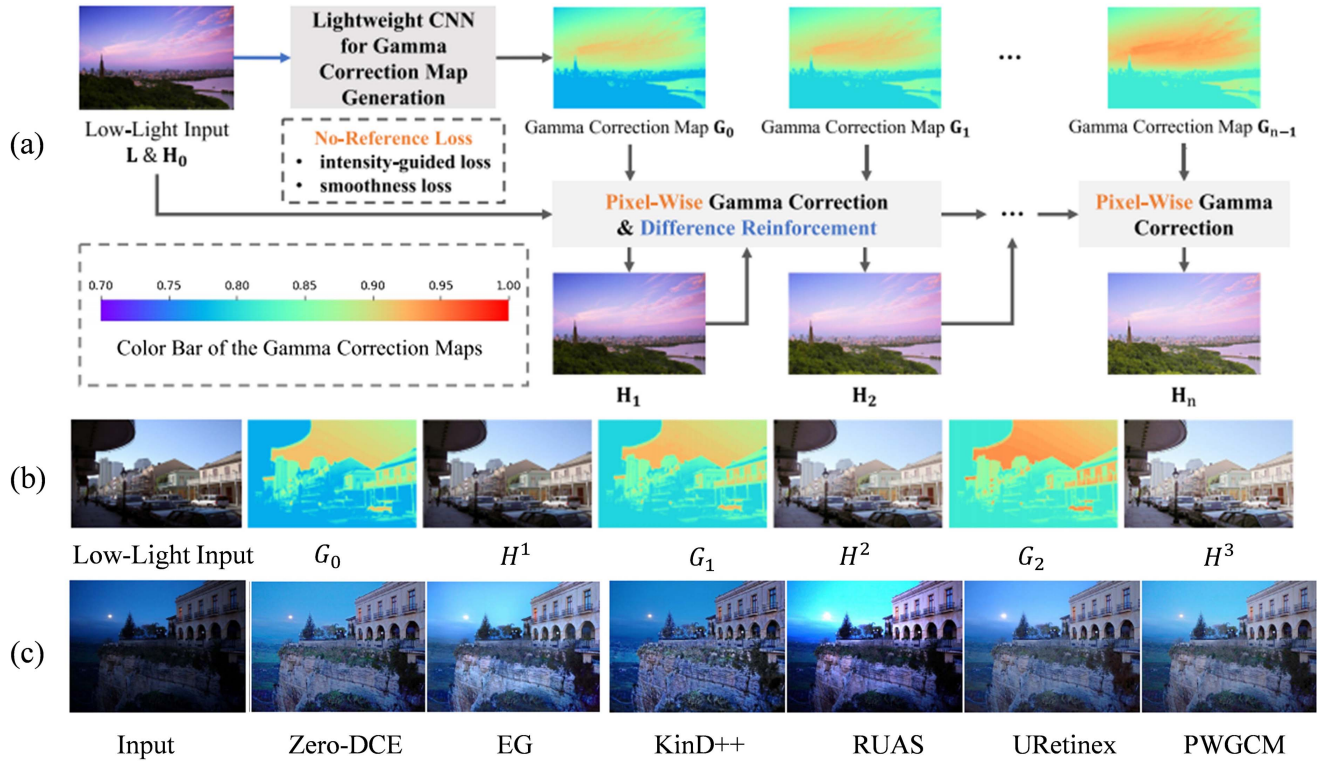 (a)
Lightweight CNN
for Gamma
Correction Map
Generation
...
Low-Light Input
L & H0
No-Reference Loss
• intensity-guided loss
• smoothness loss
Gamma Correction Map G0
Gamma Correction Map G1
Gamma Correction Map Gn−1
Pixel-Wise Gamma Correction
& Difference Reinforcement
...
Pixel-Wise Gamma
Correction
0.70 0.75 0.80 0.85 0.90 0.95 1.00
Color Bar of the Gamma Correction Maps
H1
H2
Hn
(b)
Low-Light Input
G0
H1
G1
H2
G2
H3
(c)
Input
Zero-DCE
EG
KinD++
RUAS
URetinex
PWGCM